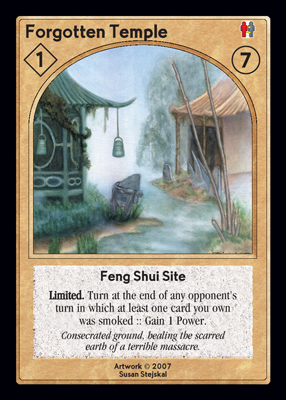 Forgotten Temple
1
7
Feng Shui Site
Limited. Turn at the end of any opponent's
turn in which at least one card you own
was smoked :: Gain 1 Power.
Consecrated ground, healing the scarred
earth of a terrible massacre.
Artwork © 2007
Susan Stejskal